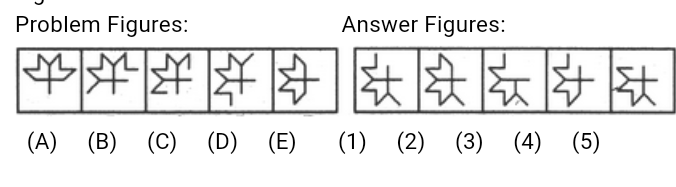 Problem Figures: Answer Figures:
(A) (B) (C) (D) (E) (1) (2) (3) (4) (5)